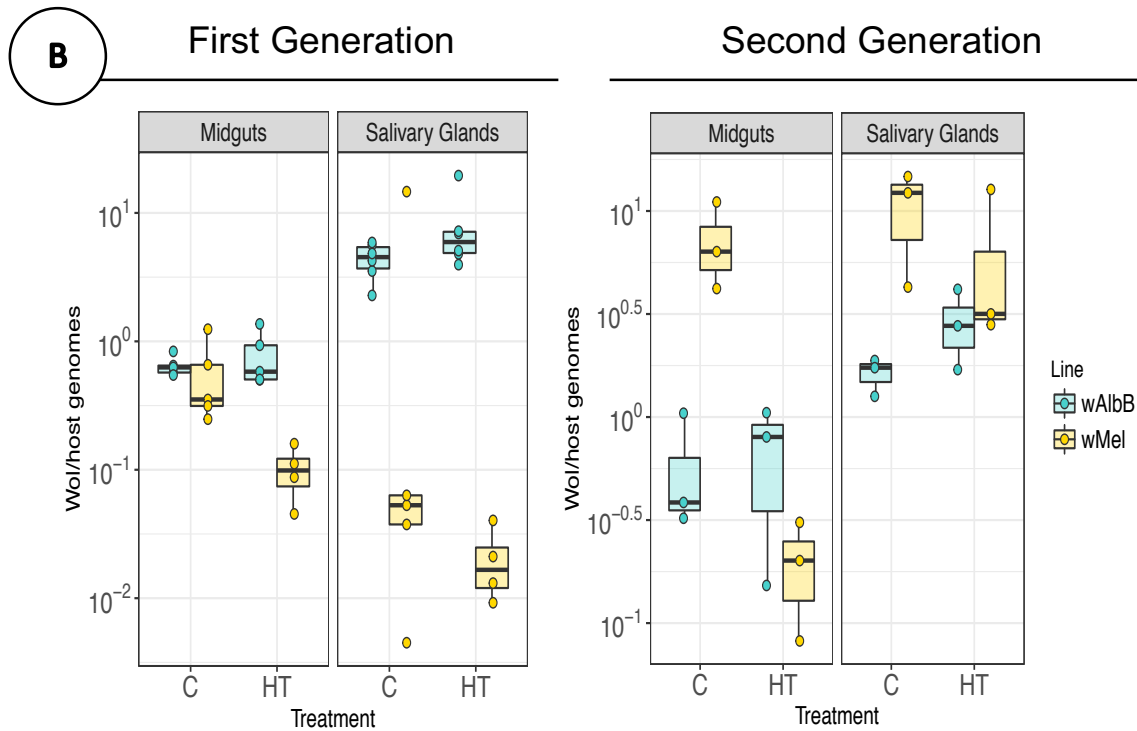 B
First Generation
Second Generation
Midguts
Salivary Glands
Midguts
Salivary Glands
Wol/host genomes
10^1
10^0
10^-1
10^-2
C
HT
C
HT
Treatment
Wol/host genomes
10^1
10^0.5
10^0
10^-0.5
10^-1
C
HT
C
HT
Treatment
Line
wAlbB
wMel